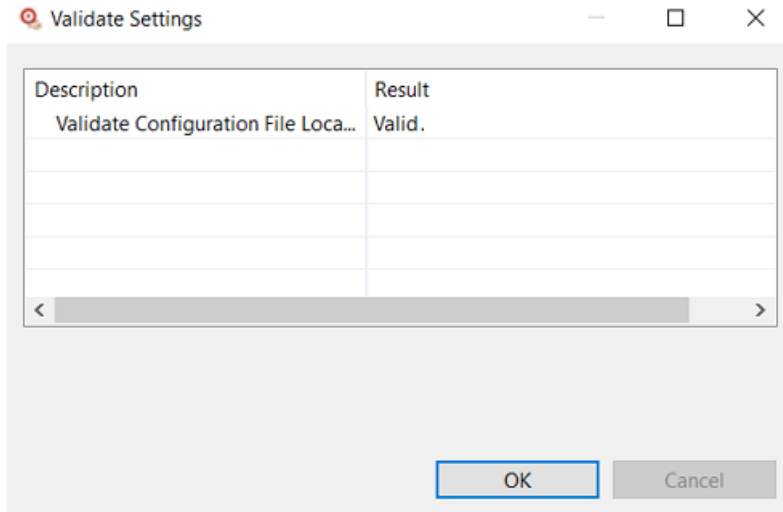 Validate Settings
Description Result
Validate Configuration File Loca... Valid.
OK Cancel